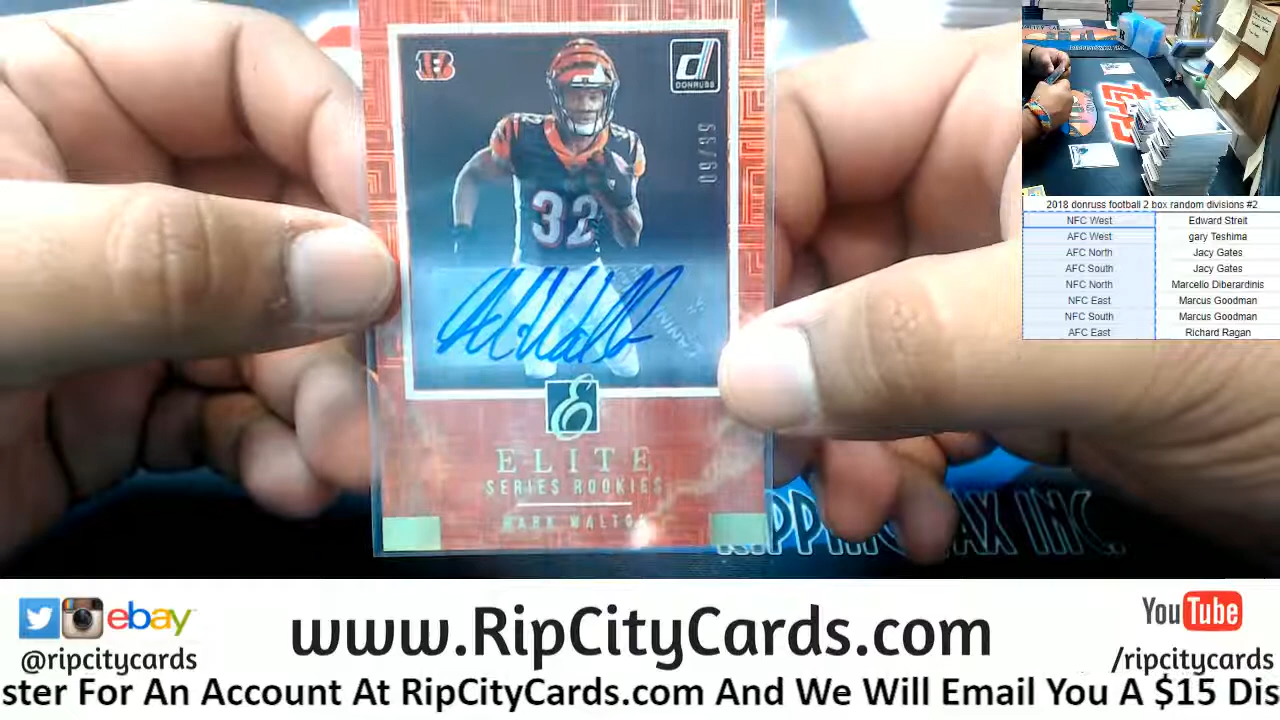 B
DONRUSS
09/99
32
32
E
ELITE
SERIES ROOKIES
MARK WALTON
INC.
2018 donruss football 2 box random divisions #2
NFC West Edward Streit
AFC West gary Teshima
AFC North Jacy Gates
AFC South Jacy Gates
NFC North Marcello Diberardinis
NFC East Marcus Goodman
NFC South Marcus Goodman
AFC East Richard Ragan
ebay
@ripcitycards
www.RipCityCards.com
YouTube
/ripcitycards
ster For An Account At RipCityCards.com And We Will Email You A $15 Dis